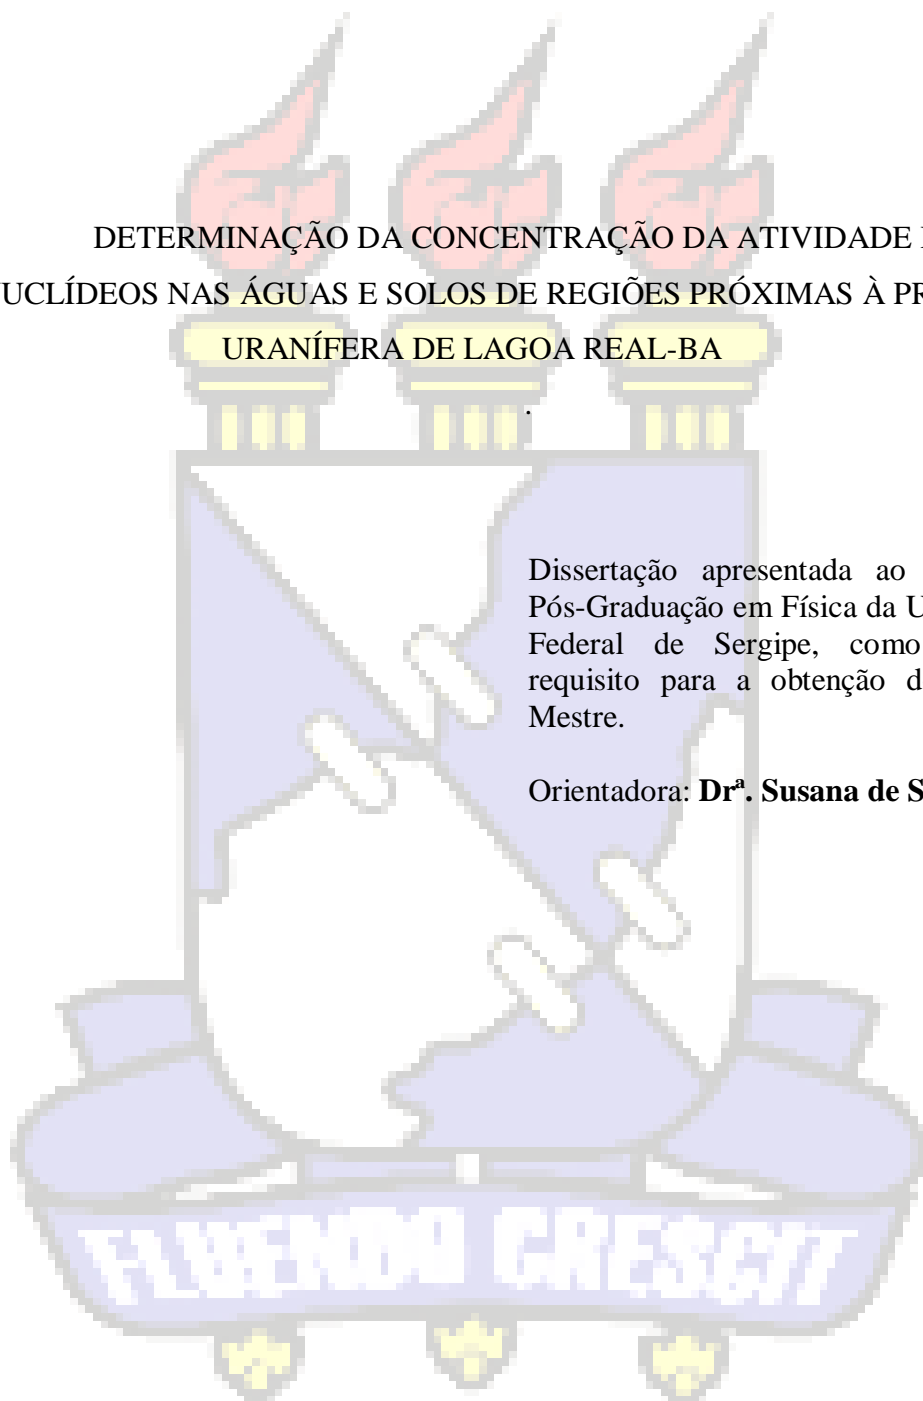 DETERMINAÇÃO DA CONCENTRAÇÃO DA ATIVIDADE
UCLÍDEOS NAS ÁGUAS E SOLOS DE REGIÕES PRÓXIMAS À PR
URANÍFERA DE LAGOA REAL-BA
.
Dissertação apresentada ao
Pós-Graduação em Física da U
Federal de Sergipe, como
requisito para a obtenção d
Mestre.
Orientadora: Drª. Susana de S
FLUENDO CRESCIT